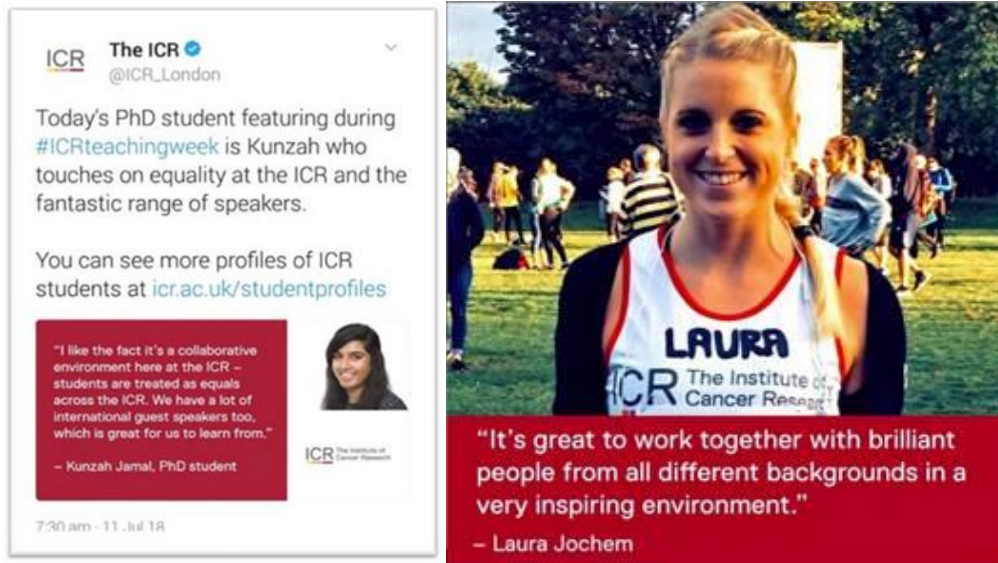 ICR
The ICR
@ICR_London
Today's PhD student featuring during
#ICRteachingweek is Kunzah who
touches on equality at the ICR and the
fantastic range of speakers.
You can see more profiles of ICR
students at icr.ac.uk/studentprofiles
"I like the fact it's a collaborative
environment here at the ICR –
students are treated as equals
across the ICR. We have a lot of
international guest speakers too,
which is great for us to learn from."
– Kunzah Jamal, PhD student
ICR The Institute of
Cancer Research
7:30 am · 11 Jul 18
LAURA
ICR The Institute of
Cancer Research
"It's great to work together with brilliant
people from all different backgrounds in a
very inspiring environment."
– Laura Jochem